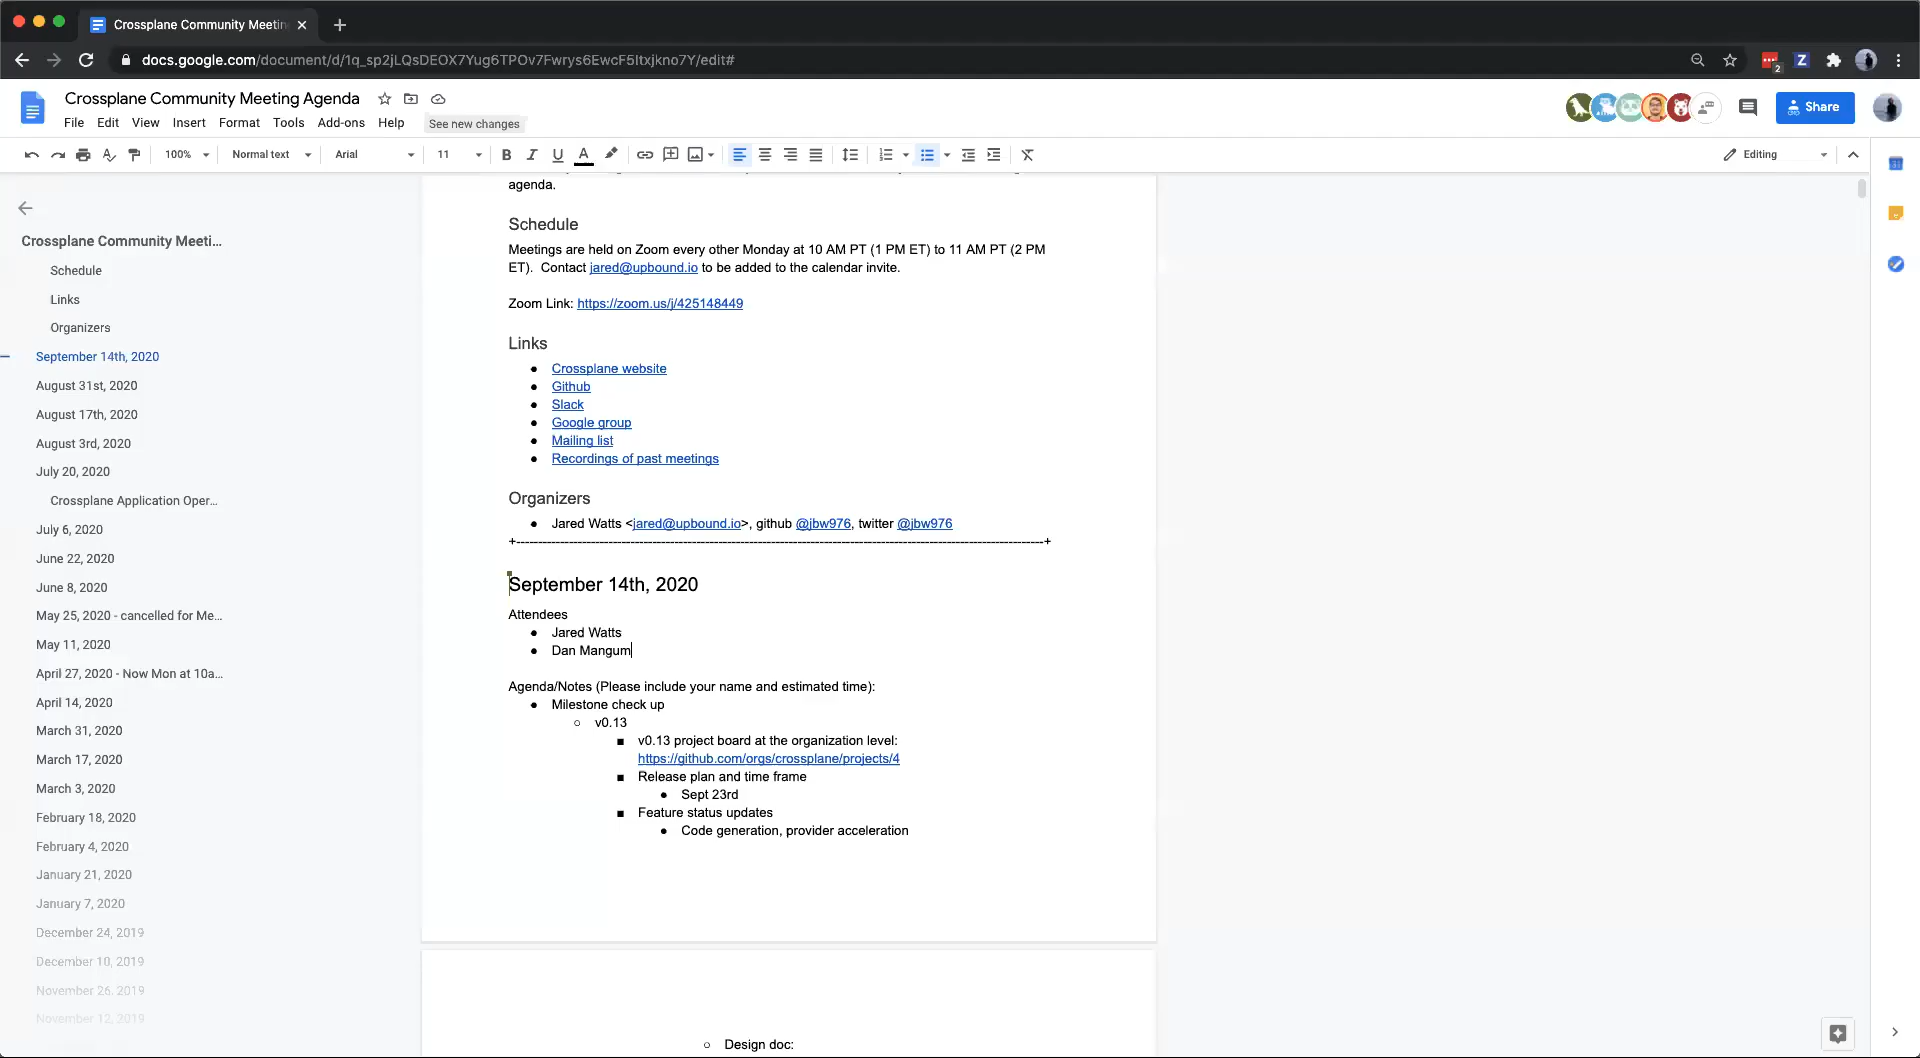 Crossplane Community Meetin
docs.google.com/document/d/1q_sp2jLQsDEOX7Yug6TPOv7Fwrys6EwcF5ltxjkno7Y/edit#
2
Z
Crossplane Community Meeting Agenda
Share
File Edit View Insert Format Tools Add-ons Help See new changes
100% Normal text Arial 11 B I U A Editing
agenda.
Crossplane Community Meeti...
Schedule
Links
Organizers
September 14th, 2020
August 31st, 2020
August 17th, 2020
August 3rd, 2020
July 20, 2020
Crossplane Application Oper...
July 6, 2020
June 22, 2020
June 8, 2020
May 25, 2020 - cancelled for Me...
May 11, 2020
April 27, 2020 - Now Mon at 10a...
April 14, 2020
March 31, 2020
March 17, 2020
March 3, 2020
February 18, 2020
February 4, 2020
January 21, 2020
January 7, 2020
December 24, 2019
December 10, 2019
November 26, 2019
November 12, 2019
Schedule
Meetings are held on Zoom every other Monday at 10 AM PT (1 PM ET) to 11 AM PT (2 PM
ET).  Contact jared@upbound.io to be added to the calendar invite.
Zoom Link: https://zoom.us/j/425148449
Links
● Crossplane website
● Github
● Slack
● Google group
● Mailing list
● Recordings of past meetings
Organizers
● Jared Watts <jared@upbound.io>, github @jbw976, twitter @jbw976
+------------------------------------------------------------------------------------------------------------------------+
September 14th, 2020
Attendees
● Jared Watts
● Dan Mangum
Agenda/Notes (Please include your name and estimated time):
● Milestone check up
○ v0.13
■ v0.13 project board at the organization level:
https://github.com/orgs/crossplane/projects/4
■ Release plan and time frame
● Sept 23rd
■ Feature status updates
● Code generation, provider acceleration
○ Design doc: